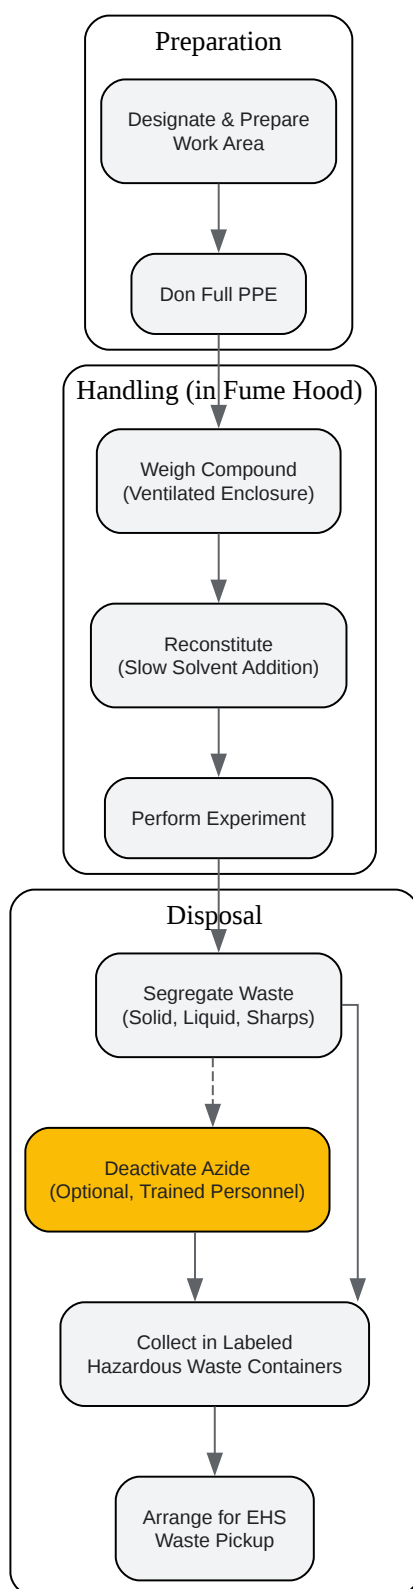 Preparation
Designate & Prepare
Work Area
Don Full PPE
Handling (in Fume Hood)
Weigh Compound
(Ventilated Enclosure)
Reconstitute
(Slow Solvent Addition)
Perform Experiment
Disposal
Segregate Waste
(Solid, Liquid, Sharps)
Deactivate Azide
(Optional, Trained Personnel)
Collect in Labeled
Hazardous Waste Containers
Arrange for EHS
Waste Pickup